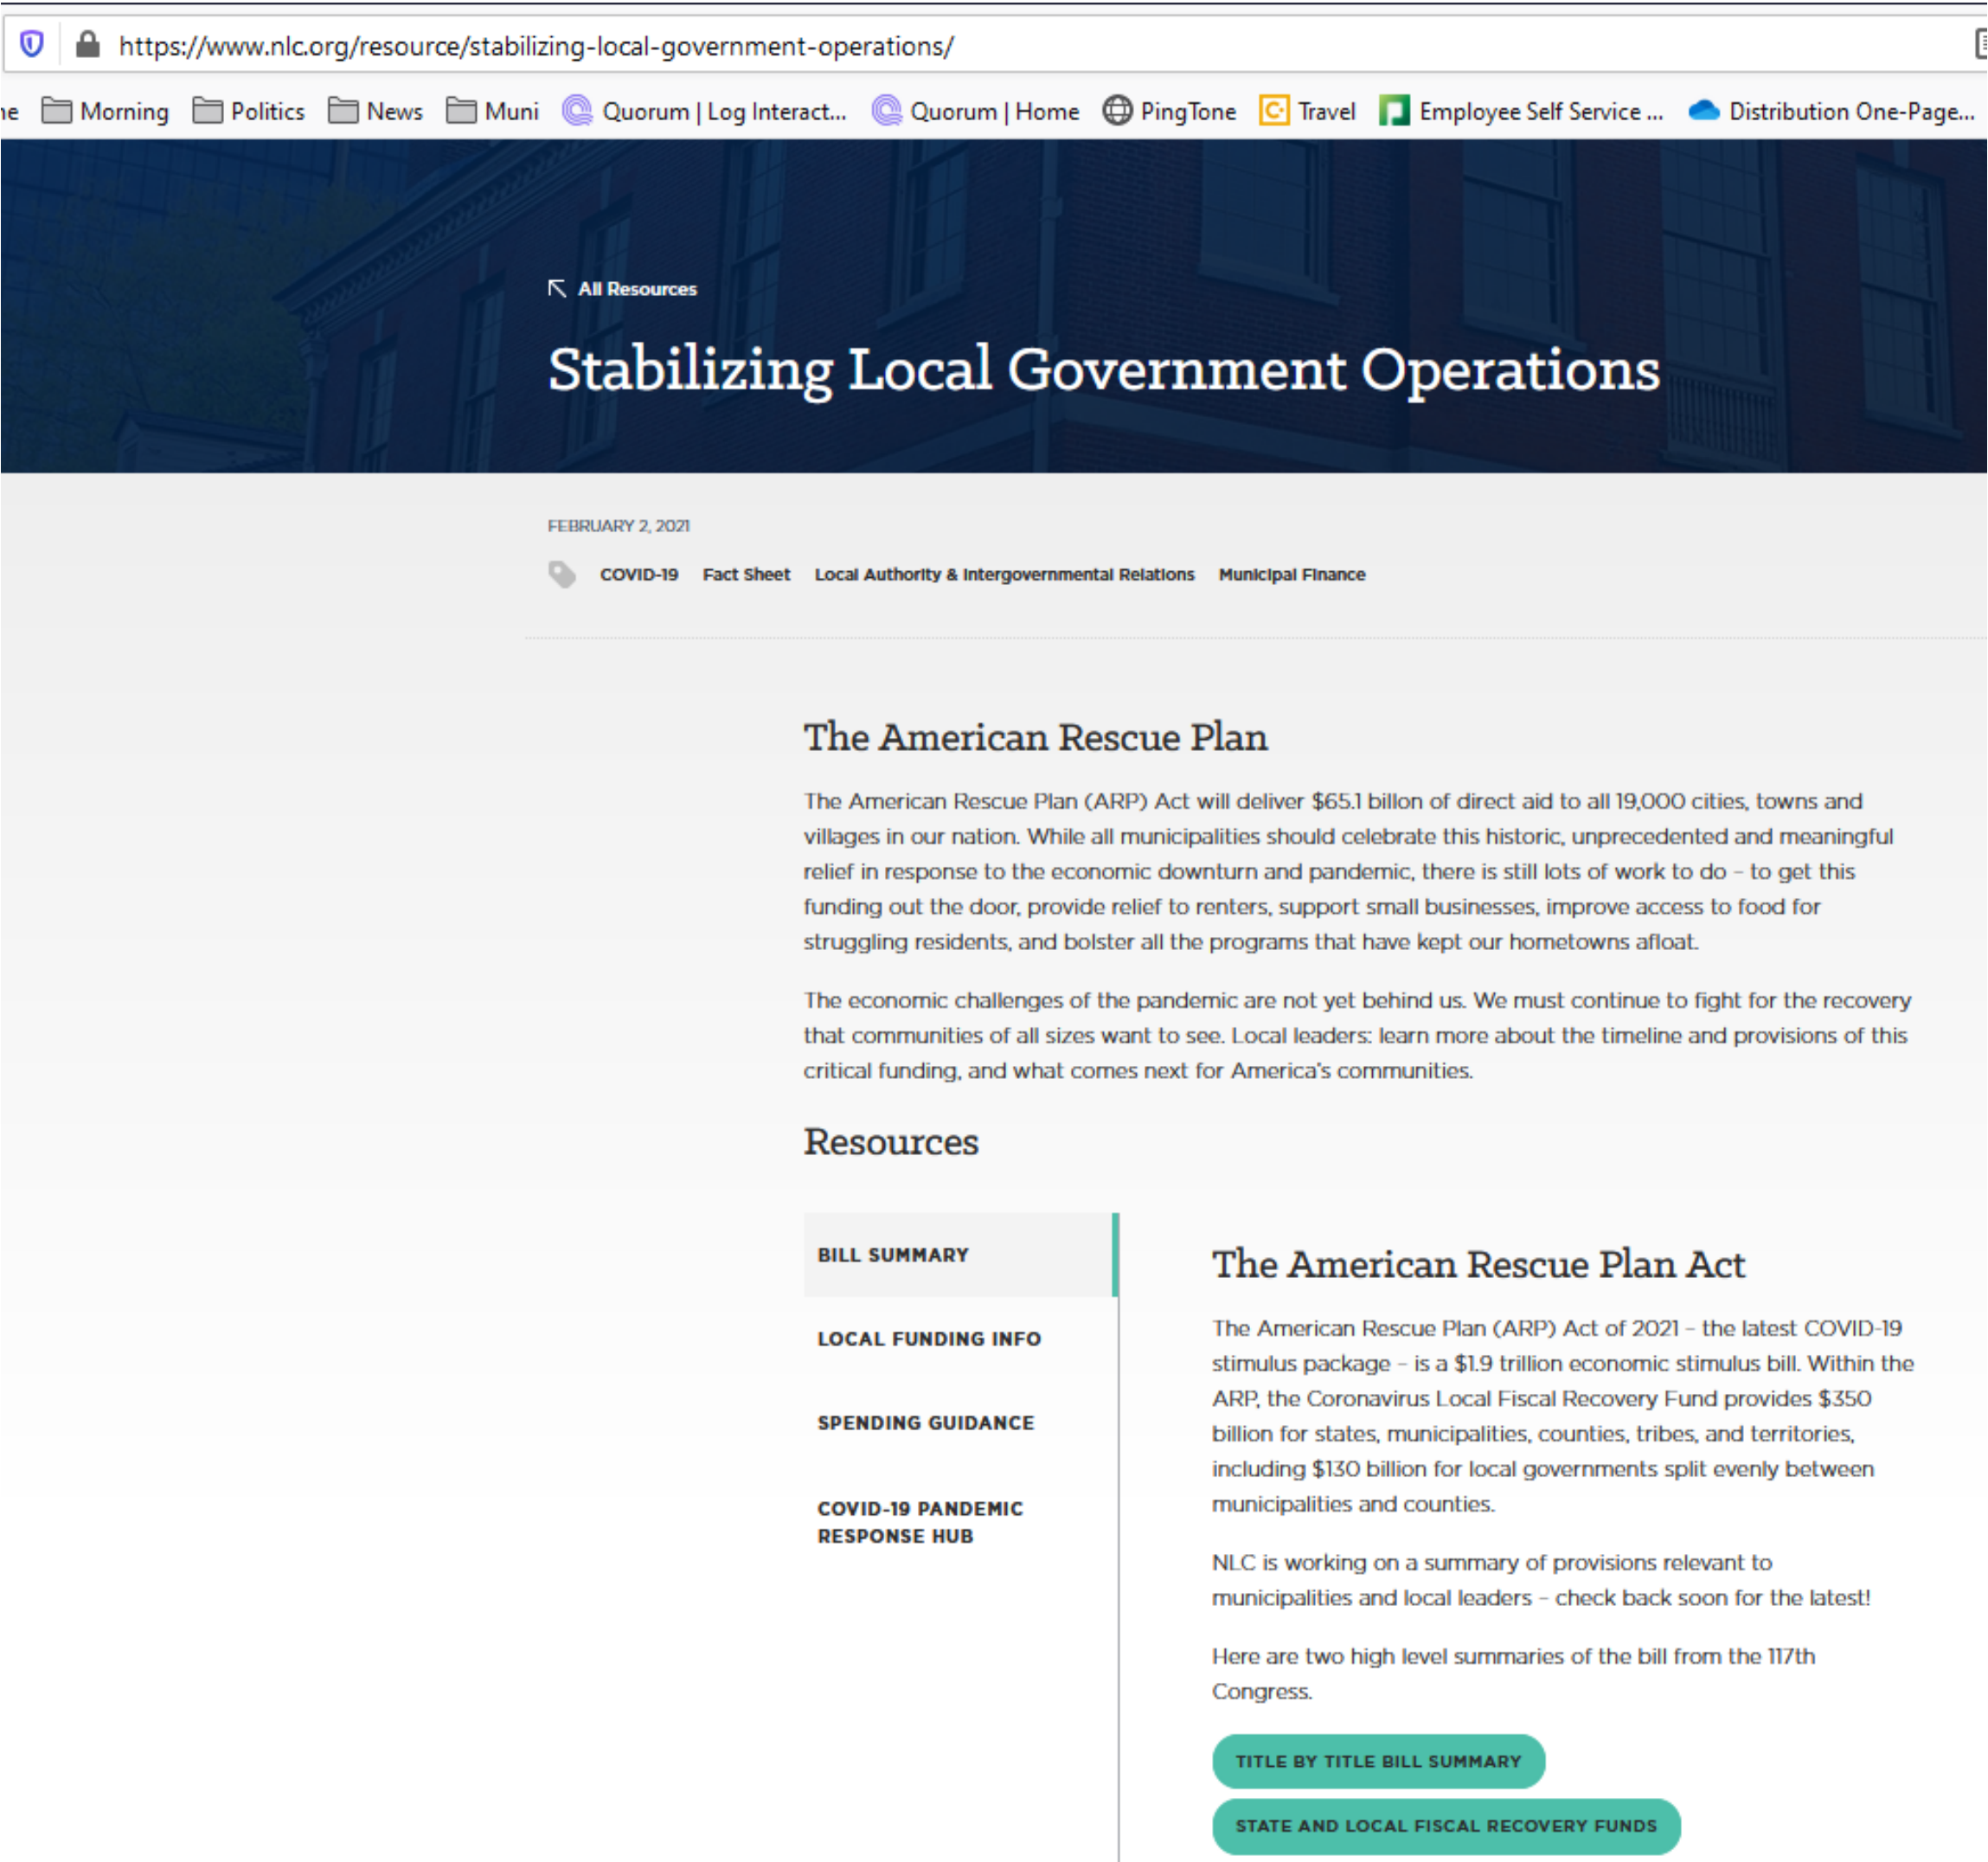 https://www.nlc.org/resource/stabilizing-local-government-operations/
Morning Politics News Muni Quorum | Log Interact... Quorum | Home PingTone Travel Employee Self Service ... Distribution One-Page...
All Resources
Stabilizing Local Government Operations
FEBRUARY 2, 2021
COVID-19 Fact Sheet Local Authority & Intergovernmental Relations Municipal Finance
The American Rescue Plan
The American Rescue Plan (ARP) Act will deliver $65.1 billon of direct aid to all 19,000 cities, towns and
villages in our nation. While all municipalities should celebrate this historic, unprecedented and meaningful
relief in response to the economic downturn and pandemic, there is still lots of work to do – to get this
funding out the door, provide relief to renters, support small businesses, improve access to food for
struggling residents, and bolster all the programs that have kept our hometowns afloat.
The economic challenges of the pandemic are not yet behind us. We must continue to fight for the recovery
that communities of all sizes want to see. Local leaders: learn more about the timeline and provisions of this
critical funding, and what comes next for America's communities.
Resources
BILL SUMMARY
LOCAL FUNDING INFO
SPENDING GUIDANCE
COVID-19 PANDEMIC
RESPONSE HUB
The American Rescue Plan Act
The American Rescue Plan (ARP) Act of 2021 – the latest COVID-19
stimulus package – is a $1.9 trillion economic stimulus bill. Within the
ARP, the Coronavirus Local Fiscal Recovery Fund provides $350
billion for states, municipalities, counties, tribes, and territories,
including $130 billion for local governments split evenly between
municipalities and counties.
NLC is working on a summary of provisions relevant to
municipalities and local leaders – check back soon for the latest!
Here are two high level summaries of the bill from the 117th
Congress.
TITLE BY TITLE BILL SUMMARY
STATE AND LOCAL FISCAL RECOVERY FUNDS